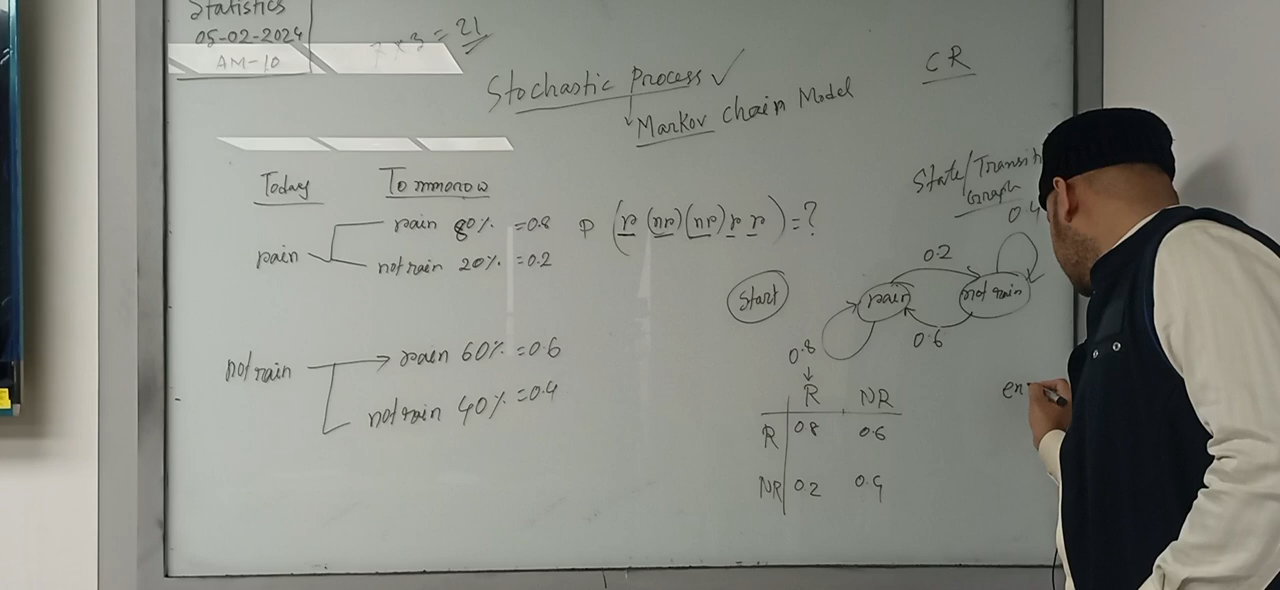 Statistics
05-02-2024
AM-10
7 x 3 = 21
CR
Stochastic Process ✓
Markov Chain Model
Today
Tommorow
rain
rain 80% = 0.8
not rain 20% = 0.2
P (r (nr) (nr) r r) = ?
not rain
rain 60% = 0.6
not rain 40% = 0.4
State/Transiti
Graph
0.4
0.2
Start
rain
not rain
0.6
0.8
R NR
R 0.8 0.6
NR 0.2 0.4
en